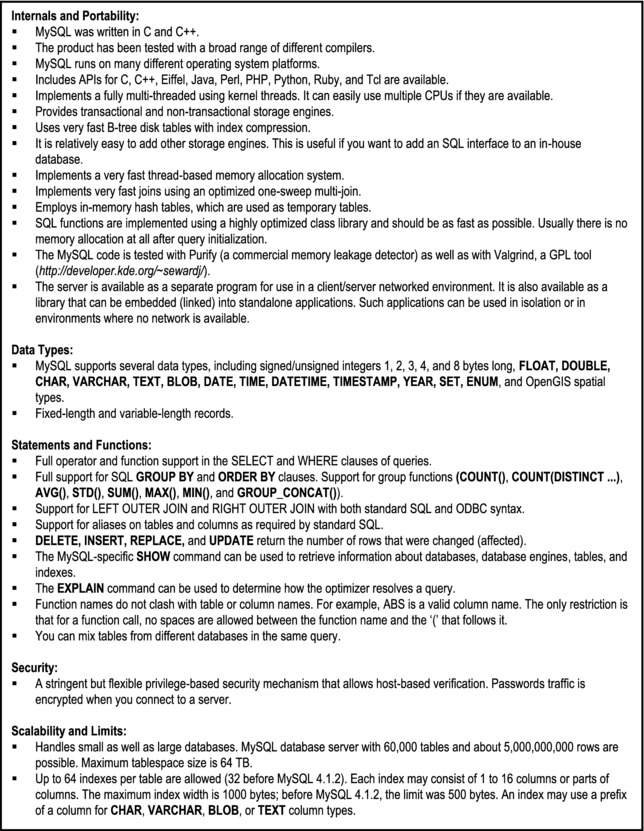 Internals and Portability:
▪ MySQL was written in C and C++.
▪ The product has been tested with a broad range of different compilers.
▪ MySQL runs on many different operating system platforms.
▪ Includes APIs for C, C++, Eiffel, Java, Perl, PHP, Python, Ruby, and Tcl are available.
▪ Implements a fully multi-threaded using kernel threads. It can easily use multiple CPUs if they are available.
▪ Provides transactional and non-transactional storage engines.
▪ Uses very fast B-tree disk tables with index compression.
▪ It is relatively easy to add other storage engines. This is useful if you want to add an SQL interface to an in-house
database.
▪ Implements a very fast thread-based memory allocation system.
▪ Implements very fast joins using an optimized one-sweep multi-join.
▪ Employs in-memory hash tables, which are used as temporary tables.
▪ SQL functions are implemented using a highly optimized class library and should be as fast as possible. Usually there is no
memory allocation at all after query initialization.
▪ The MySQL code is tested with Purify (a commercial memory leakage detector) as well as with Valgrind, a GPL tool
(http://developer.kde.org/~sewardj/).
▪ The server is available as a separate program for use in a client/server networked environment. It is also available as a
library that can be embedded (linked) into standalone applications. Such applications can be used in isolation or in
environments where no network is available.
Data Types:
▪ MySQL supports several data types, including signed/unsigned integers 1, 2, 3, 4, and 8 bytes long, FLOAT, DOUBLE,
CHAR, VARCHAR, TEXT, BLOB, DATE, TIME, DATETIME, TIMESTAMP, YEAR, SET, ENUM, and OpenGIS spatial
types.
▪ Fixed-length and variable-length records.
Statements and Functions:
▪ Full operator and function support in the SELECT and WHERE clauses of queries.
▪ Full support for SQL GROUP BY and ORDER BY clauses. Support for group functions (COUNT(), COUNT(DISTINCT ...),
AVG(), STD(), SUM(), MAX(), MIN(), and GROUP_CONCAT()).
▪ Support for LEFT OUTER JOIN and RIGHT OUTER JOIN with both standard SQL and ODBC syntax.
▪ Support for aliases on tables and columns as required by standard SQL.
▪ DELETE, INSERT, REPLACE, and UPDATE return the number of rows that were changed (affected).
▪ The MySQL-specific SHOW command can be used to retrieve information about databases, database engines, tables, and
indexes.
▪ The EXPLAIN command can be used to determine how the optimizer resolves a query.
▪ Function names do not clash with table or column names. For example, ABS is a valid column name. The only restriction is
that for a function call, no spaces are allowed between the function name and the ‘(’ that follows it.
▪ You can mix tables from different databases in the same query.
Security:
▪ A stringent but flexible privilege-based security mechanism that allows host-based verification. Passwords traffic is
encrypted when you connect to a server.
Scalability and Limits:
▪ Handles small as well as large databases. MySQL database server with 60,000 tables and about 5,000,000,000 rows are
possible. Maximum tablespace size is 64 TB.
▪ Up to 64 indexes per table are allowed (32 before MySQL 4.1.2). Each index may consist of 1 to 16 columns or parts of
columns. The maximum index width is 1000 bytes; before MySQL 4.1.2, the limit was 500 bytes. An index may use a prefix
of a column for CHAR, VARCHAR, BLOB, or TEXT column types.